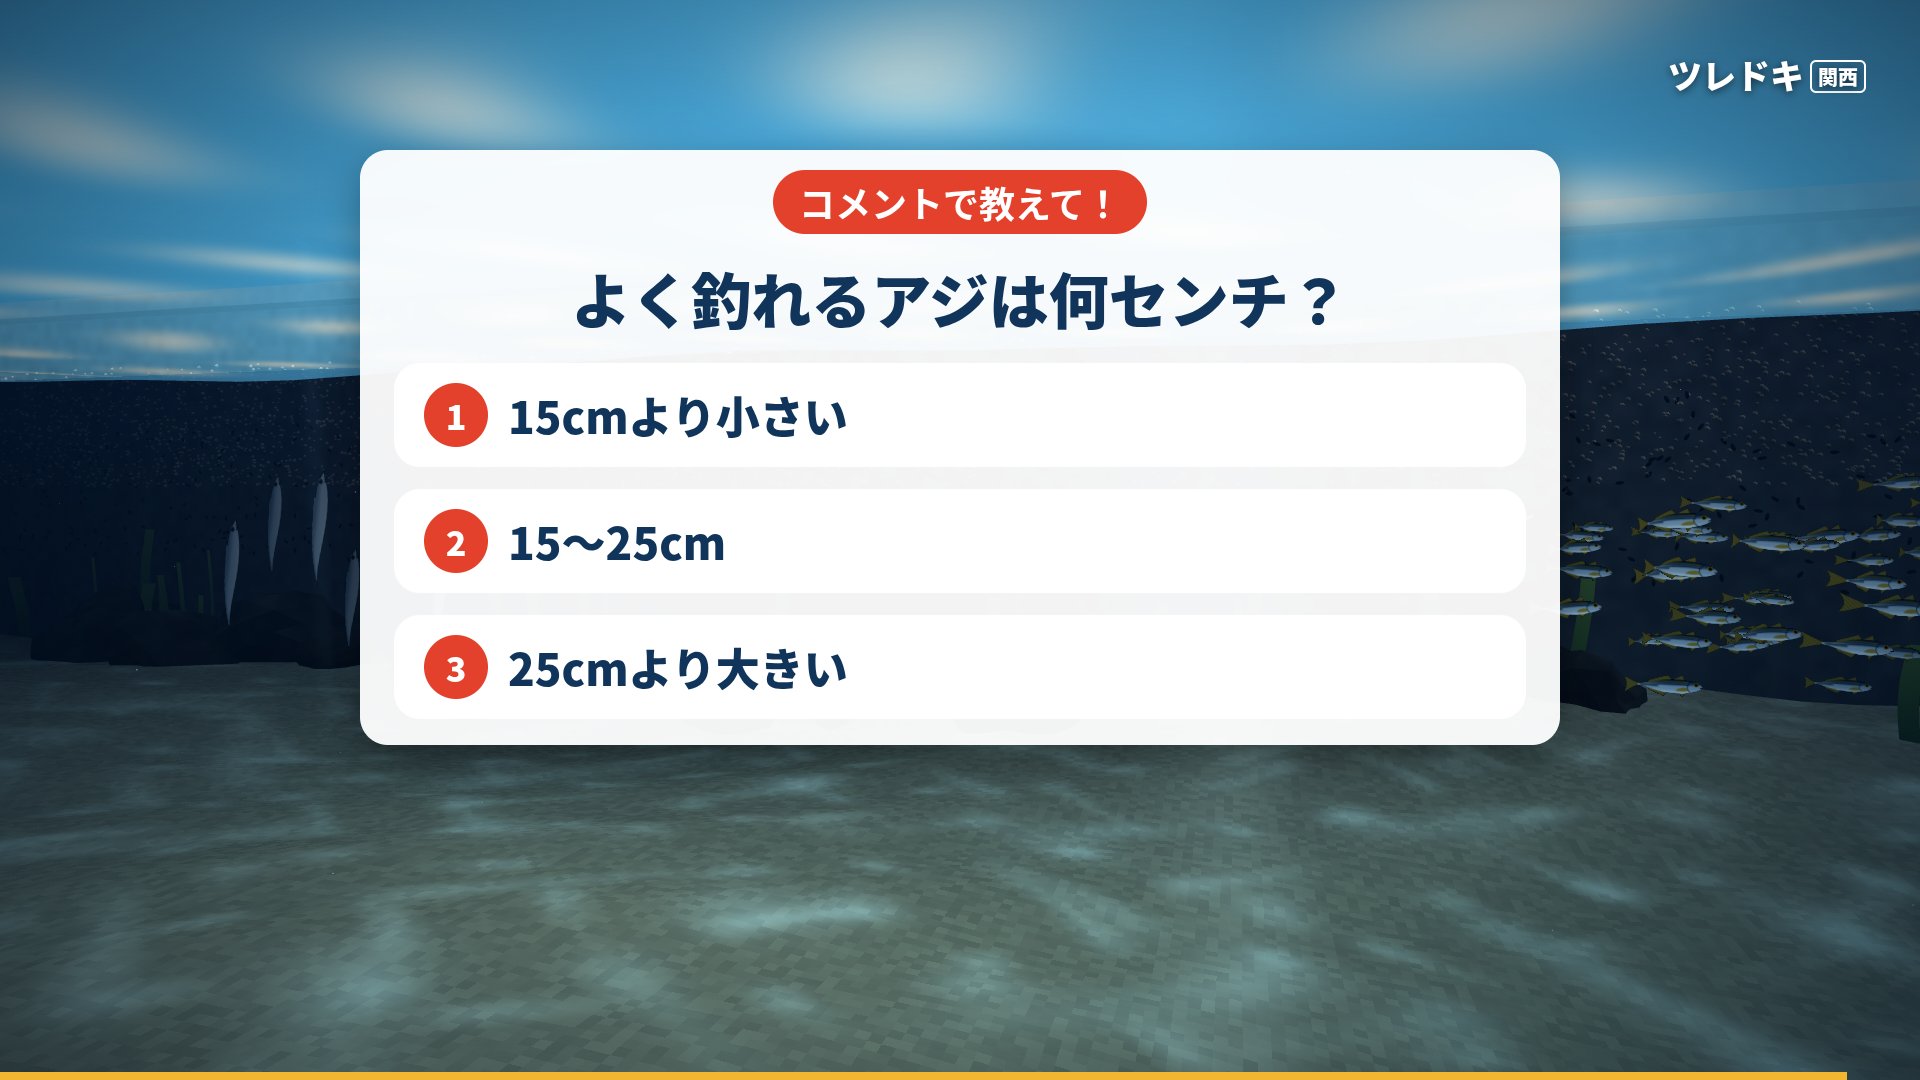 ツレドキ 関西
コメントで教えて！
よく釣れるアジは何センチ？
1 15cmより小さい
2 15〜25cm
3 25cmより大きい